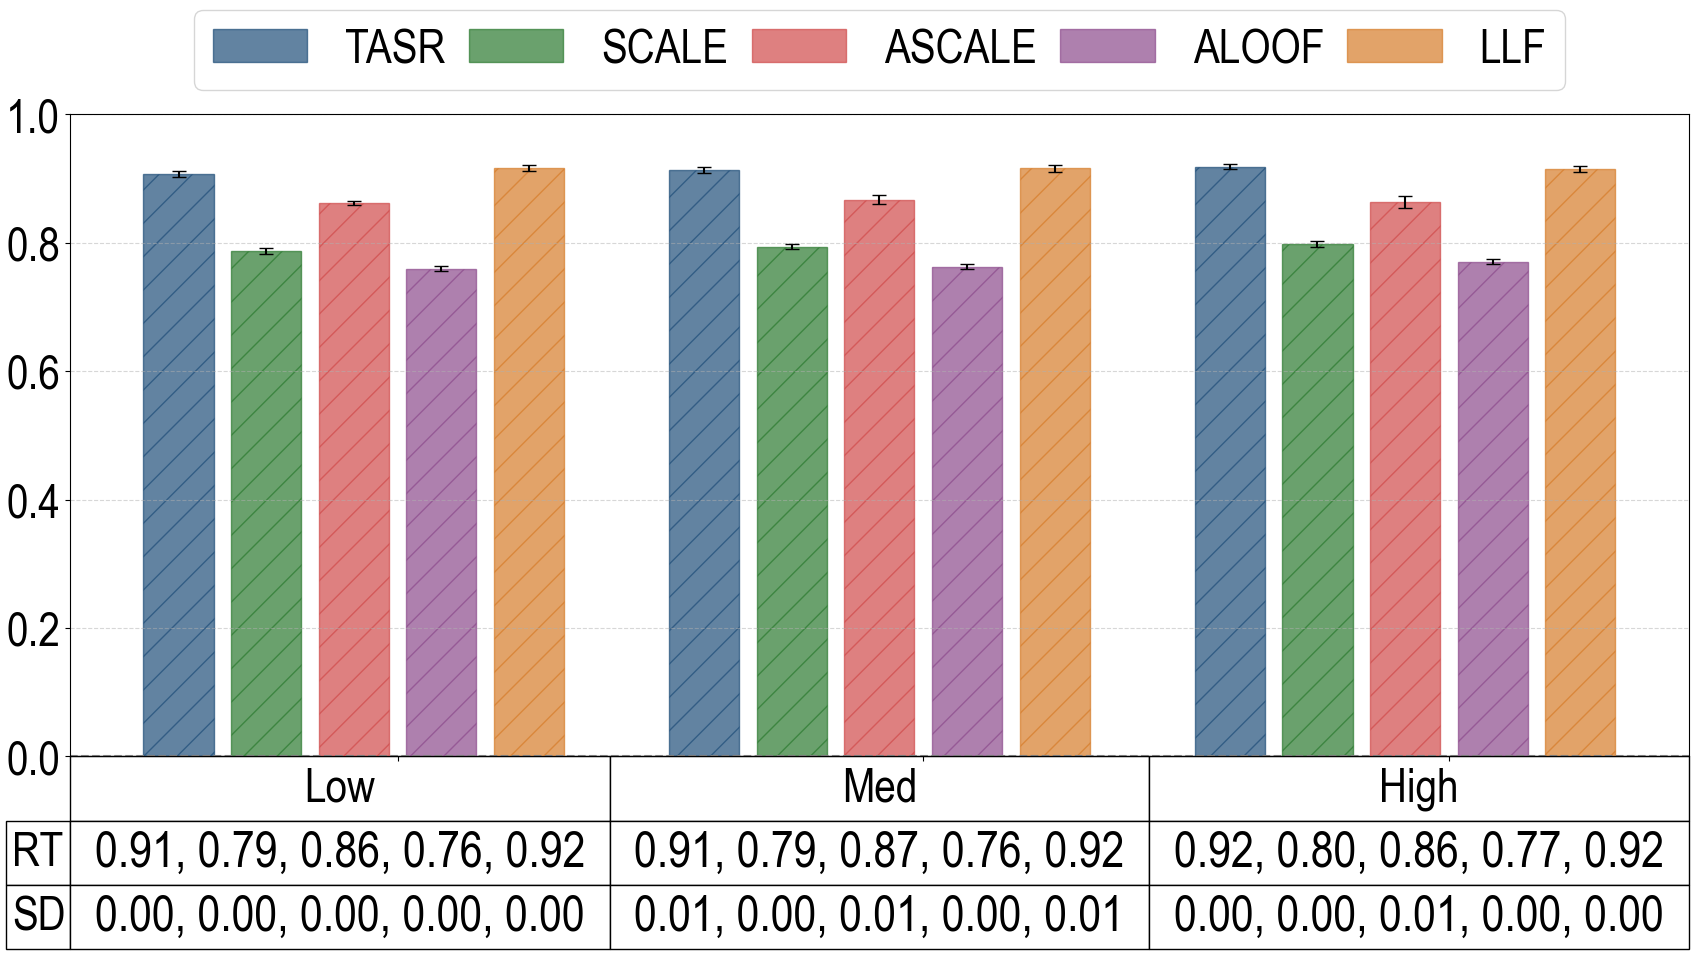 TASR SCALE ASCALE ALOOF LLF
1.0
0.8
0.6
0.4
0.2
0.0
Low Med High
RT 0.91, 0.79, 0.86, 0.76, 0.92 0.91, 0.79, 0.87, 0.76, 0.92 0.92, 0.80, 0.86, 0.77, 0.92
SD 0.00, 0.00, 0.00, 0.00, 0.00 0.01, 0.00, 0.01, 0.00, 0.01 0.00, 0.00, 0.01, 0.00, 0.00